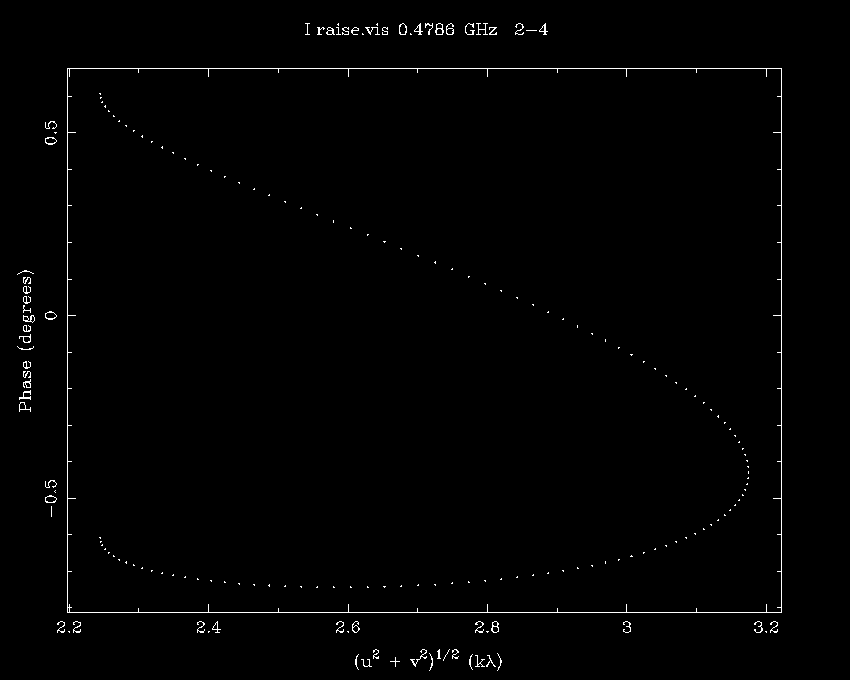 I raise.vis 0.4786 GHz 2−4
0.5
0
−0.5
Phase (degrees)
2.2 2.4 2.6 2.8 3 3.2
(u² + v²)^1/2 (kλ)